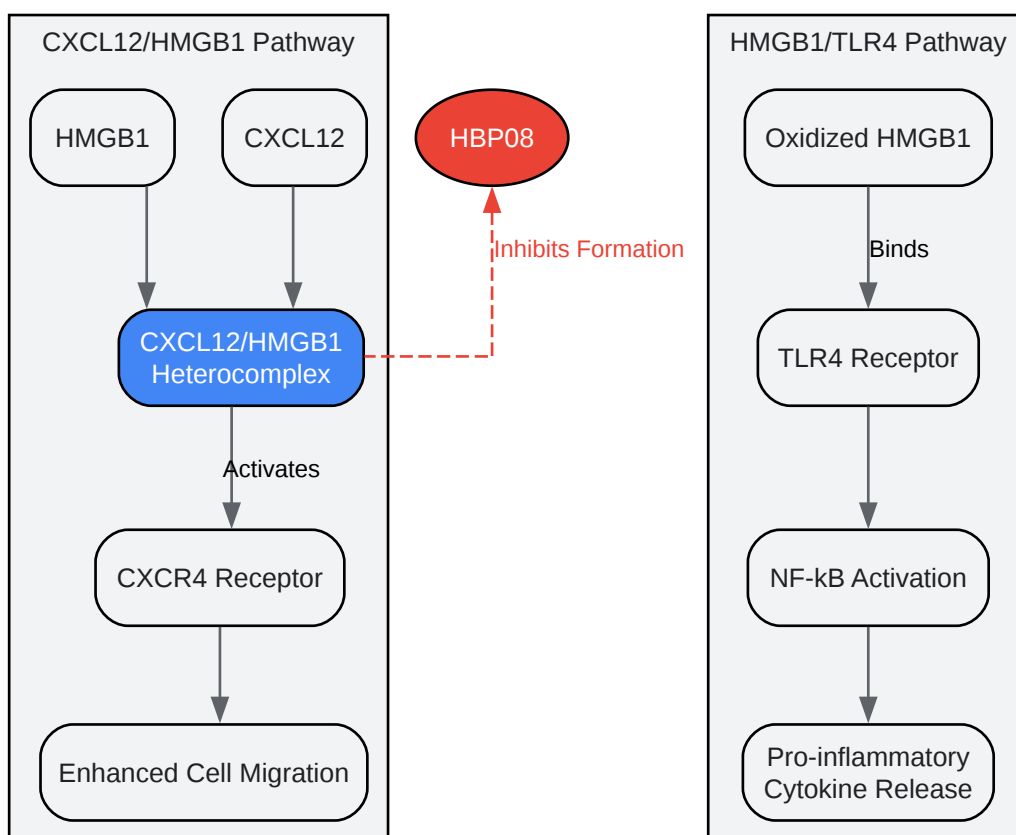 CXCL12/HMGB1 Pathway
HMGB1
CXCL12
HBP08
Inhibits Formation
CXCL12/HMGB1
Heterocomplex
Activates
CXCR4 Receptor
Enhanced Cell Migration
HMGB1/TLR4 Pathway
Oxidized HMGB1
Binds
TLR4 Receptor
NF-kB Activation
Pro-inflammatory
Cytokine Release